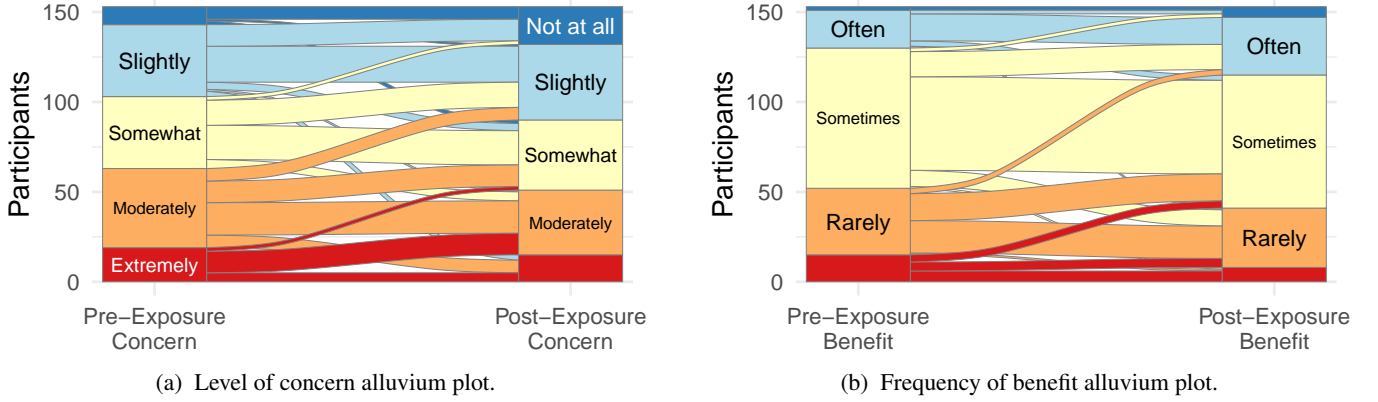 Participants
150
100
50
0
Slightly
Somewhat
Moderately
Extremely
Not at all
Slightly
Somewhat
Moderately
Pre−Exposure
Concern
Post−Exposure
Concern
(a) Level of concern alluvium plot.
Participants
150
100
50
0
Often
Sometimes
Rarely
Often
Sometimes
Rarely
Pre−Exposure
Benefit
Post−Exposure
Benefit
(b) Frequency of benefit alluvium plot.